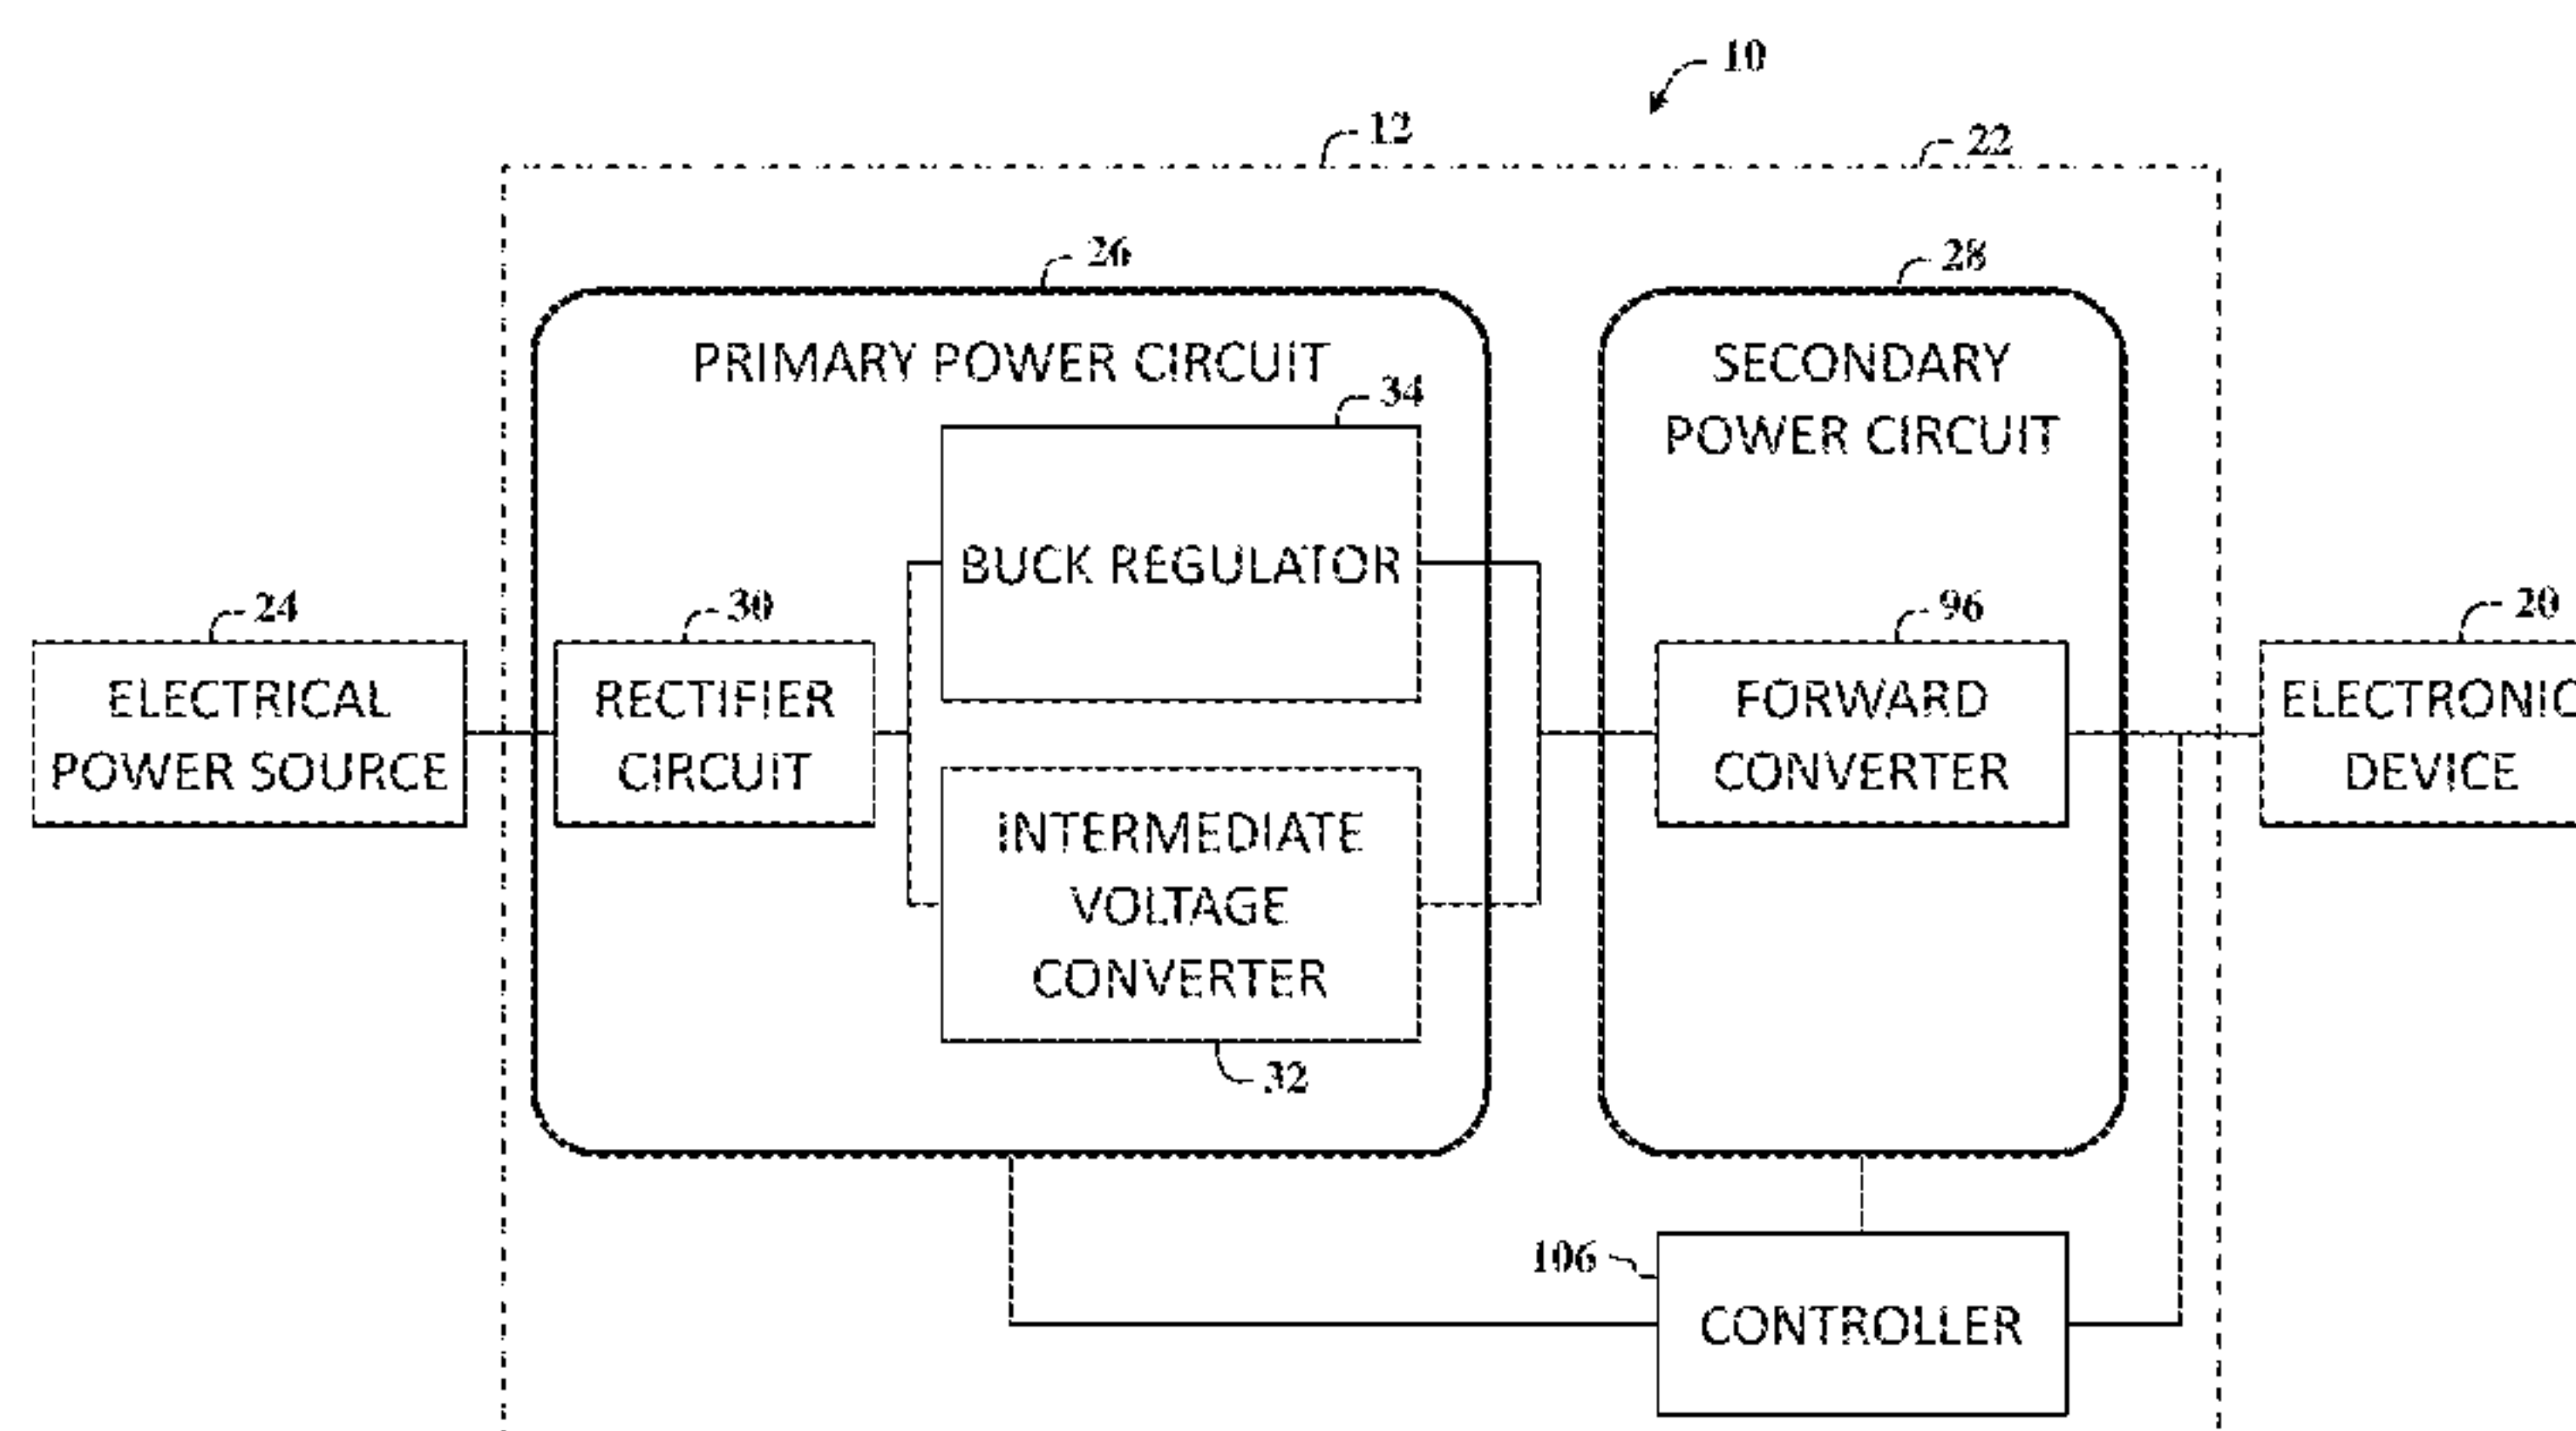 10
12
22
26
28
PRIMARY POWER CIRCUIT
SECONDARY
POWER CIRCUIT
34
BUCK REGULATOR
24
30
96
20
ELECTRICAL
POWER SOURCE
RECTIFIER
CIRCUIT
FORWARD
CONVERTER
ELECTRONIC
DEVICE
INTERMEDIATE
VOLTAGE
CONVERTER
32
106
CONTROLLER